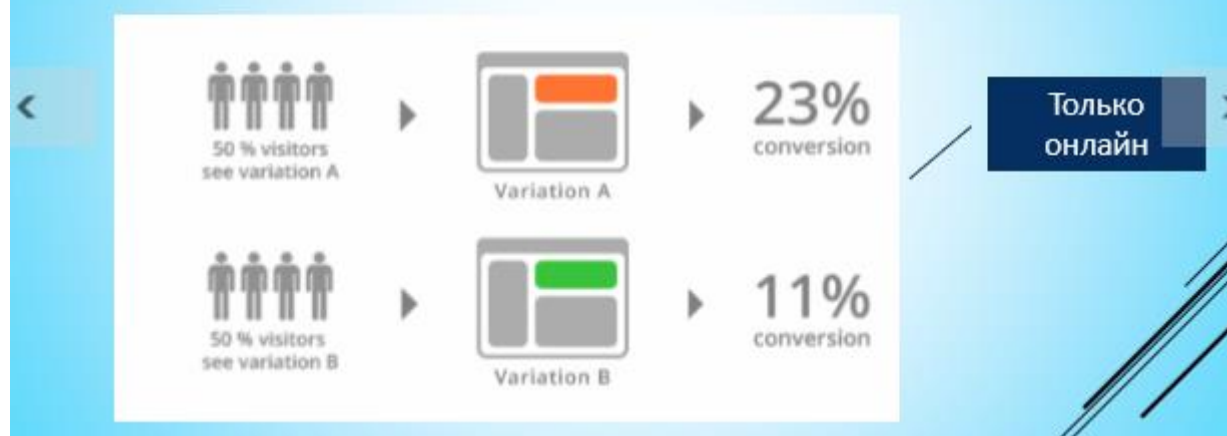 50 % visitors
see variation A
Variation A
23%
conversion
Только
онлайн
50 % visitors
see variation B
Variation B
11%
conversion